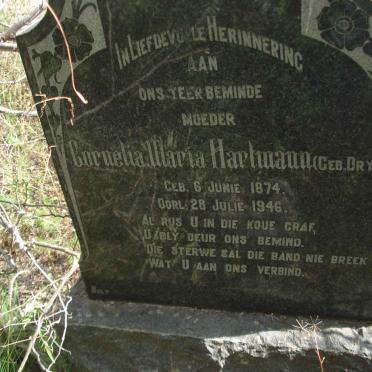 IN LIEFDEVOLLE HERINNERING
AAN
ONS TEER BEMINDE
MOEDER
Cornelia Maria Hartmann (GEB. DRY
GEB. 6 JUNIE 1874.
OORL. 28 JULIE 1946.
AL RUS U IN DIE KOUE GRAF,
U BLY DEUR ONS BEMIND.
DIE STERWE SAL DIE BAND NIE BREEK
WAT U AAN ONS VERBIND.